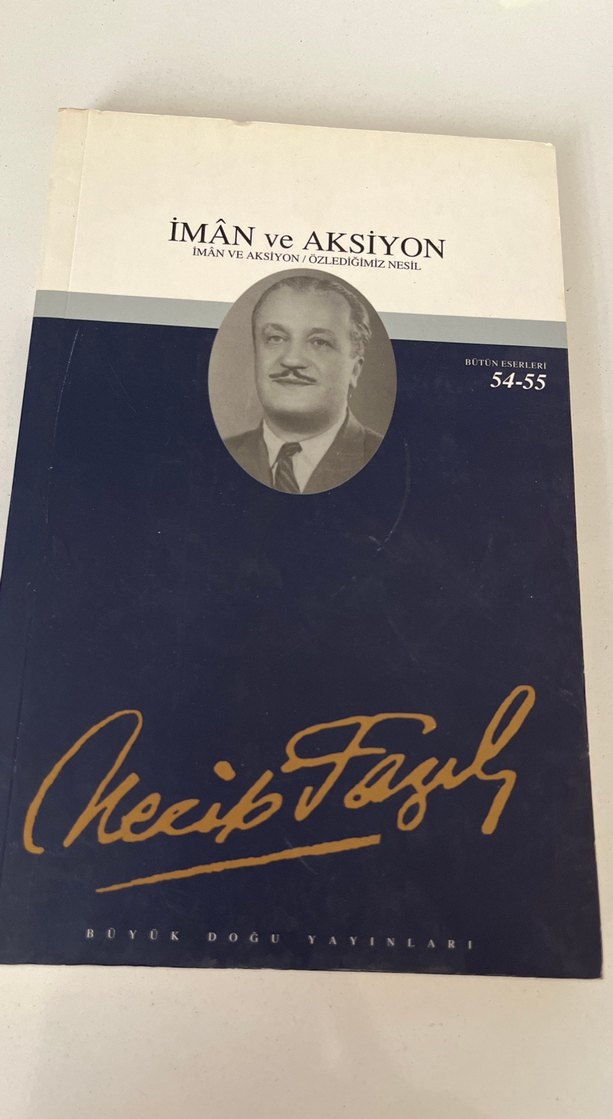 İMÂN ve AKSİYON
İMÂN VE AKSİYON / ÖZLEDİĞİMİZ NESİL
BÜTÜN ESERLERİ
54-55
Necip Fazıl
BÜYÜK DOĞU YAYINLARI